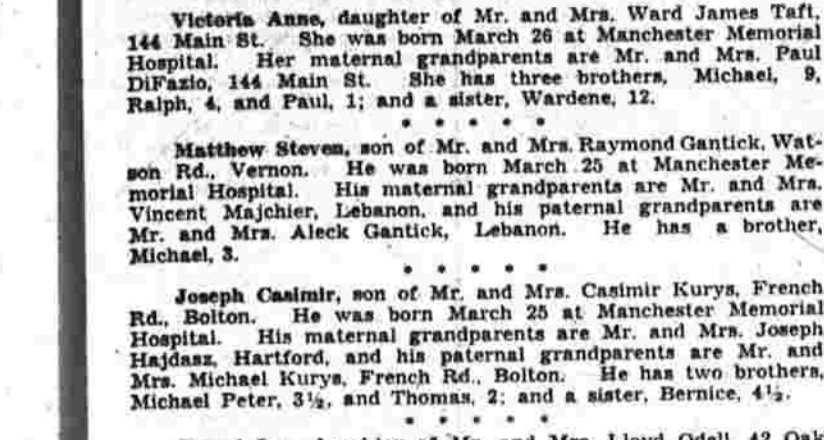 Victoria Anne, daughter of Mr. and Mrs. Ward James Taft,
144 Main St. She was born March 26 at Manchester Memorial
Hospital. Her maternal grandparents are Mr. and Mrs. Paul
DiFazio, 144 Main St. She has three brothers, Michael, 9,
Ralph, 4, and Paul, 1; and a sister, Wardene, 12.
* * * * *
Matthew Steven, son of Mr. and Mrs. Raymond Gantick, Wat-
son Rd., Vernon. He was born March 25 at Manchester Me-
morial Hospital. His maternal grandparents are Mr. and Mrs.
Vincent Majchier, Lebanon, and his paternal grandparents are
Mr. and Mrs. Aleck Gantick, Lebanon. He has a brother,
Michael, 3.
* * * * *
Joseph Casimir, son of Mr. and Mrs. Casimir Kurys, French
Rd., Bolton. He was born March 25 at Manchester Memorial
Hospital. His maternal grandparents are Mr. and Mrs. Joseph
Hajdasz, Hartford, and his paternal grandparents are Mr. and
Mrs. Michael Kurys, French Rd., Bolton. He has two brothers,
Michael Peter, 3½, and Thomas, 2; and a sister, Bernice, 4½.
* * * * *
of Mr. and Mrs. Lloyd Odell, 42 Oak